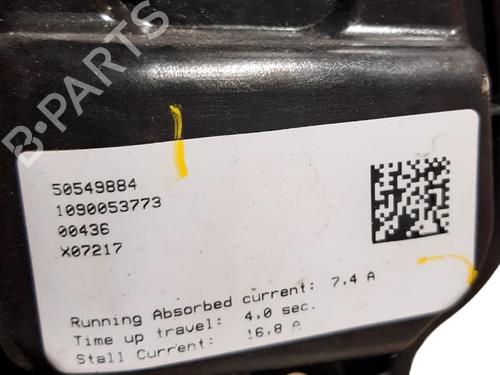 B-PARTS
50549884
1090053773
00436
X07217
Running Absorbed current: 7,4 A
Time up travel: 4,0 sec.
Stall Current: 16,8 A